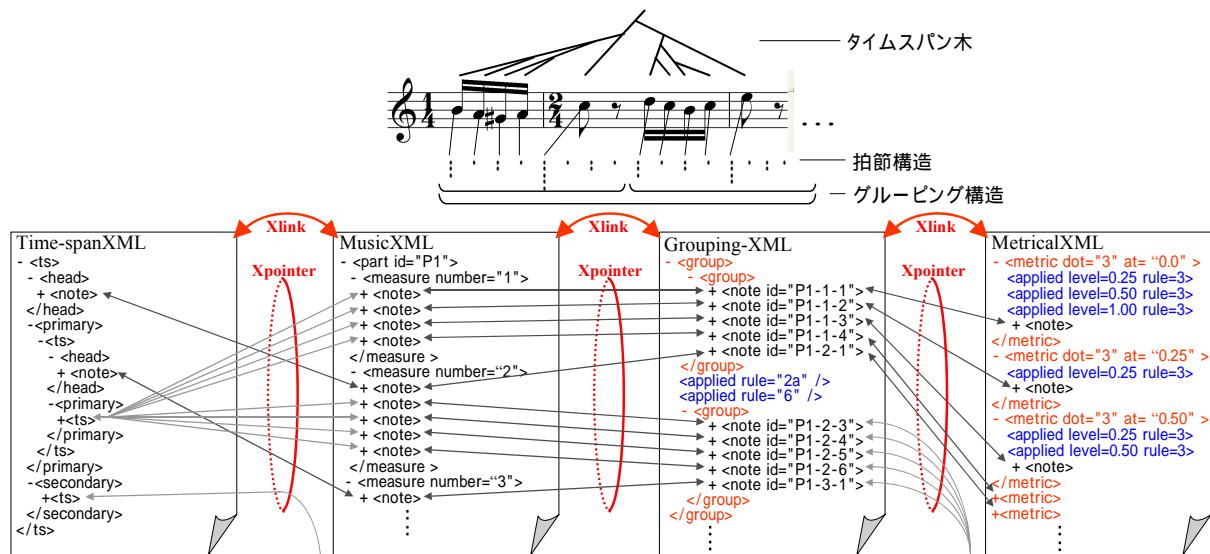 タイムスパン木
1
4
2
4
...
拍節構造
グルーピング構造
Xlink
Xlink
Xlink
Time-spanXML
- <ts>
- <head>
+ <note>
</head>
-<primary>
-<ts>
- <head>
+ <note>
</head>
-<primary>
+<ts>
</primary>
</ts>
</primary>
-<secondary>
+<ts>
</secondary>
</ts>
Xpointer
MusicXML
- <part id="P1">
- <measure number="1">
+ <note>
+ <note>
+ <note>
+ <note>
</measure >
- <measure number="2">
+ <note>
+ <note>
+ <note>
+ <note>
+ <note>
</measure >
- <measure number="3">
+ <note>
Xpointer
Grouping-XML
- <group>
- <group>
+ <note id="P1-1-1">
+ <note id="P1-1-2">
+ <note id="P1-1-3">
+ <note id="P1-1-4">
+ <note id="P1-2-1">
</group>
<applied rule="2a" />
<applied rule="6" />
- <group>
+ <note id="P1-2-3">
+ <note id="P1-2-4">
+ <note id="P1-2-5">
+ <note id="P1-2-6">
+ <note id="P1-3-1">
</group>
</group>
Xpointer
MetricalXML
- <metric dot="3" at= "0.0" >
<applied level=0.25 rule=3>
<applied level=0.50 rule=3>
<applied level=1.00 rule=3>
+ <note>
</metric>
- <metric dot="3" at= "0.25" >
<applied level=0.25 rule=3>
+ <note>
</metric>
- <metric dot="3" at= "0.50" >
<applied level=0.25 rule=3>
<applied level=0.50 rule=3>
+ <note>
</metric>
+<metric>
+<metric>